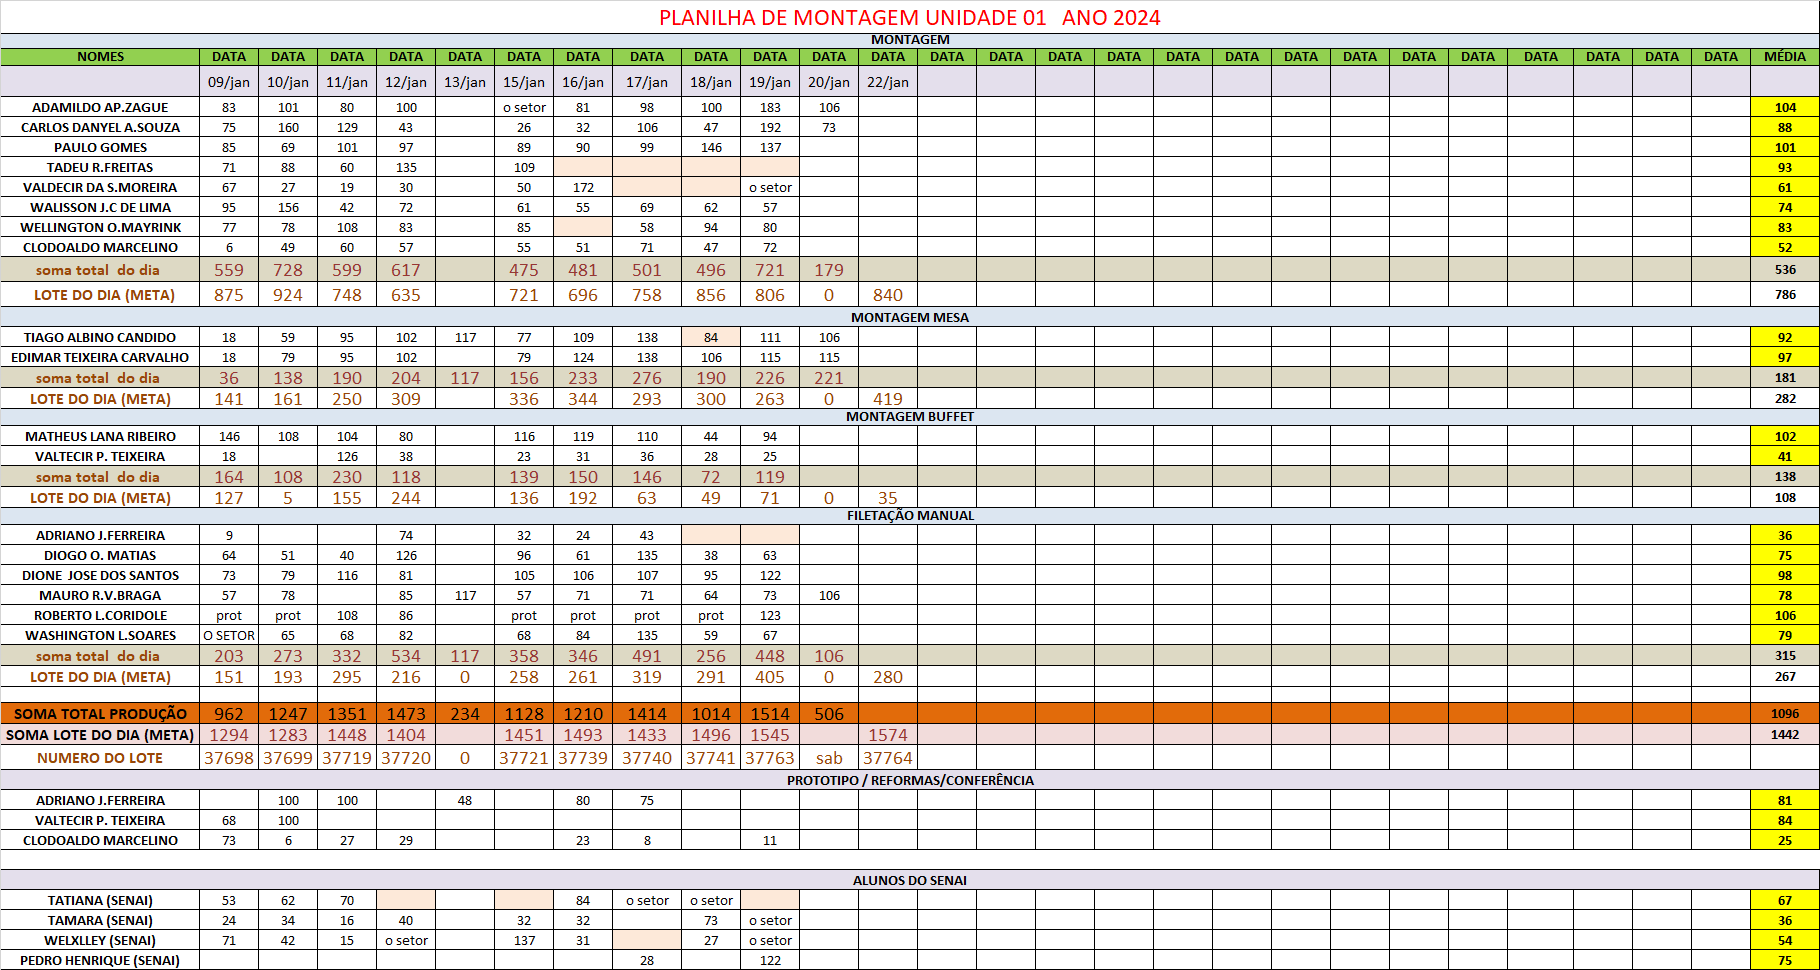 PLANILHA DE MONTAGEM UNIDADE 01 ANO 2024
MONTAGEM
NOMES DATA DATA DATA DATA DATA DATA DATA DATA DATA DATA DATA DATA DATA DATA DATA DATA DATA DATA DATA DATA DATA DATA DATA DATA DATA DATA MÉDIA
09/jan 10/jan 11/jan 12/jan 13/jan 15/jan 16/jan 17/jan 18/jan 19/jan 20/jan 22/jan
ADAMILDO AP.ZAGUE 83 101 80 100 o setor 81 98 100 183 106 104
CARLOS DANYEL A.SOUZA 75 160 129 43 26 32 106 47 192 73 88
PAULO GOMES 85 69 101 97 89 90 99 146 137 101
TADEU R.FREITAS 71 88 60 135 109 93
VALDECIR DA S.MOREIRA 67 27 19 30 50 172 o setor 61
WALISSON J.C DE LIMA 95 156 42 72 61 55 69 62 57 74
WELLINGTON O.MAYRINK 77 78 108 83 85 58 94 80 83
CLODOALDO MARCELINO 6 49 60 57 55 51 71 47 72 52
soma total do dia 559 728 599 617 475 481 501 496 721 179 536
LOTE DO DIA (META) 875 924 748 635 721 696 758 856 806 0 840 786
MONTAGEM MESA
TIAGO ALBINO CANDIDO 18 59 95 102 117 77 109 138 84 111 106 92
EDIMAR TEIXEIRA CARVALHO 18 79 95 102 79 124 138 106 115 115 97
soma total do dia 36 138 190 204 117 156 233 276 190 226 221 181
LOTE DO DIA (META) 141 161 250 309 336 344 293 300 263 0 419 282
MONTAGEM BUFFET
MATHEUS LANA RIBEIRO 146 108 104 80 116 119 110 44 94 102
VALTECIR P. TEIXEIRA 18 126 38 23 31 36 28 25 41
soma total do dia 164 108 230 118 139 150 146 72 119 138
LOTE DO DIA (META) 127 5 155 244 136 192 63 49 71 0 35 108
FILETAÇÃO MANUAL
ADRIANO J.FERREIRA 9 74 32 24 43 36
DIOGO O. MATIAS 64 51 40 126 96 61 135 38 63 75
DIONE JOSE DOS SANTOS 73 79 116 81 105 106 107 95 122 98
MAURO R.V.BRAGA 57 78 85 117 57 71 71 64 73 106 78
ROBERTO L.CORIDOLE prot prot 108 86 prot prot prot prot 123 106
WASHINGTON L.SOARES O SETOR 65 68 82 68 84 135 59 67 79
soma total do dia 203 273 332 534 117 358 346 491 256 448 106 315
LOTE DO DIA (META) 151 193 295 216 0 258 261 319 291 405 0 280 267
SOMA TOTAL PRODUÇÃO 962 1247 1351 1473 234 1128 1210 1414 1014 1514 506 1096
SOMA LOTE DO DIA (META) 1294 1283 1448 1404 1451 1493 1433 1496 1545 1574 1442
NUMERO DO LOTE 37698 37699 37719 37720 0 37721 37739 37740 37741 37763 sab 37764
PROTOTIPO / REFORMAS/CONFERÊNCIA
ADRIANO J.FERREIRA 100 100 48 80 75 81
VALTECIR P. TEIXEIRA 68 100 84
CLODOALDO MARCELINO 73 6 27 29 23 8 11 25
ALUNOS DO SENAI
TATIANA (SENAI) 53 62 70 84 o setor o setor 67
TAMARA (SENAI) 24 34 16 40 32 32 73 o setor 36
WELXLLEY (SENAI) 71 42 15 o setor 137 31 27 o setor 54
PEDRO HENRIQUE (SENAI) 28 122 75